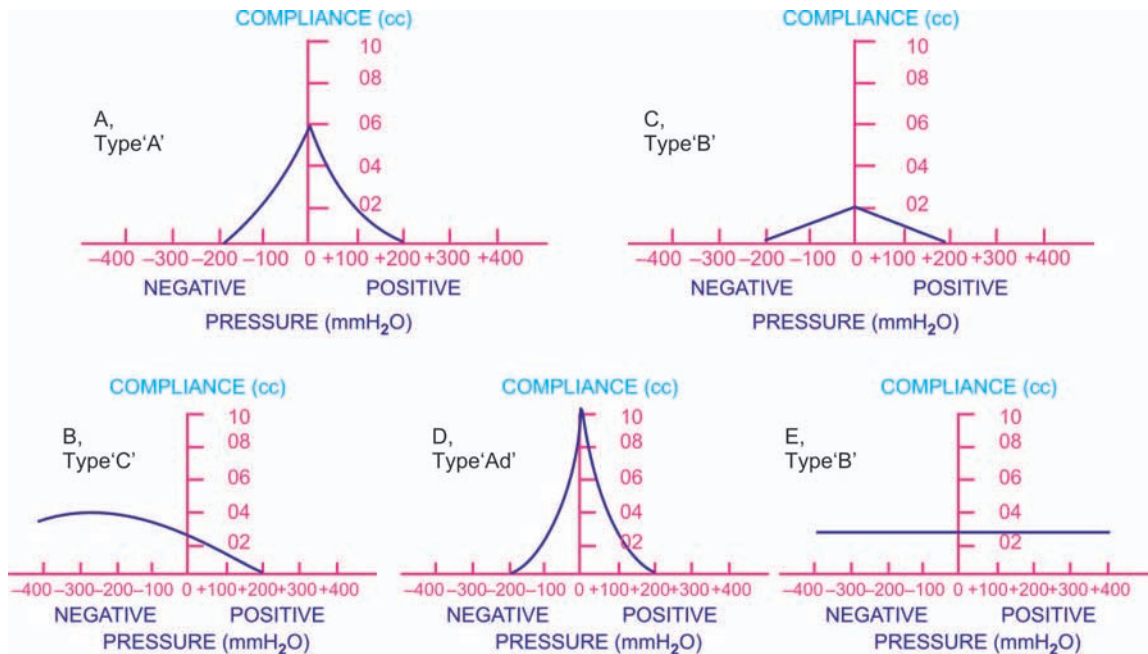 COMPLIANCE (cc)
10
08
A,
Type‘A’
06
04
02
–400 –300 –200 –100 0 +100 +200 +300 +400
NEGATIVE POSITIVE
PRESSURE (mmH₂O)
COMPLIANCE (cc)
10
08
C,
Type‘B’
06
04
02
–400 –300 –200 –100 0 +100 +200 +300 +400
NEGATIVE POSITIVE
PRESSURE (mmH₂O)
COMPLIANCE (cc)
10
B,
08
Type‘C’
06
04
02
–400 –300 –200 –100 0 +100 +200 +300 +400
NEGATIVE POSITIVE
PRESSURE (mmH₂O)
COMPLIANCE (cc)
10
D,
08
Type‘Ad’
06
04
02
–400 –300 –200 –100 0 +100 +200 +300 +400
NEGATIVE POSITIVE
PRESSURE (mmH₂O)
COMPLIANCE (cc)
10
E,
08
Type‘B’
06
04
02
–400 –300 –200 –100 0 +100 +200 +300 +400
NEGATIVE POSITIVE
PRESSURE (mmH₂O)